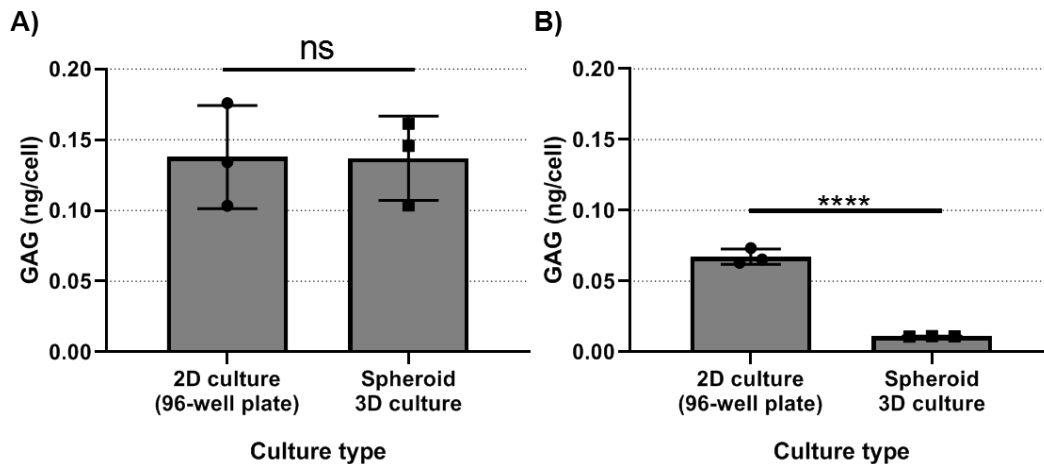 A)
ns
GAG (ng/cell)
0.20
0.15
0.10
0.05
0.00
2D culture
(96-well plate)
Spheroid
3D culture
Culture type
B)
****
GAG (ng/cell)
0.20
0.15
0.10
0.05
0.00
2D culture
(96-well plate)
Spheroid
3D culture
Culture type